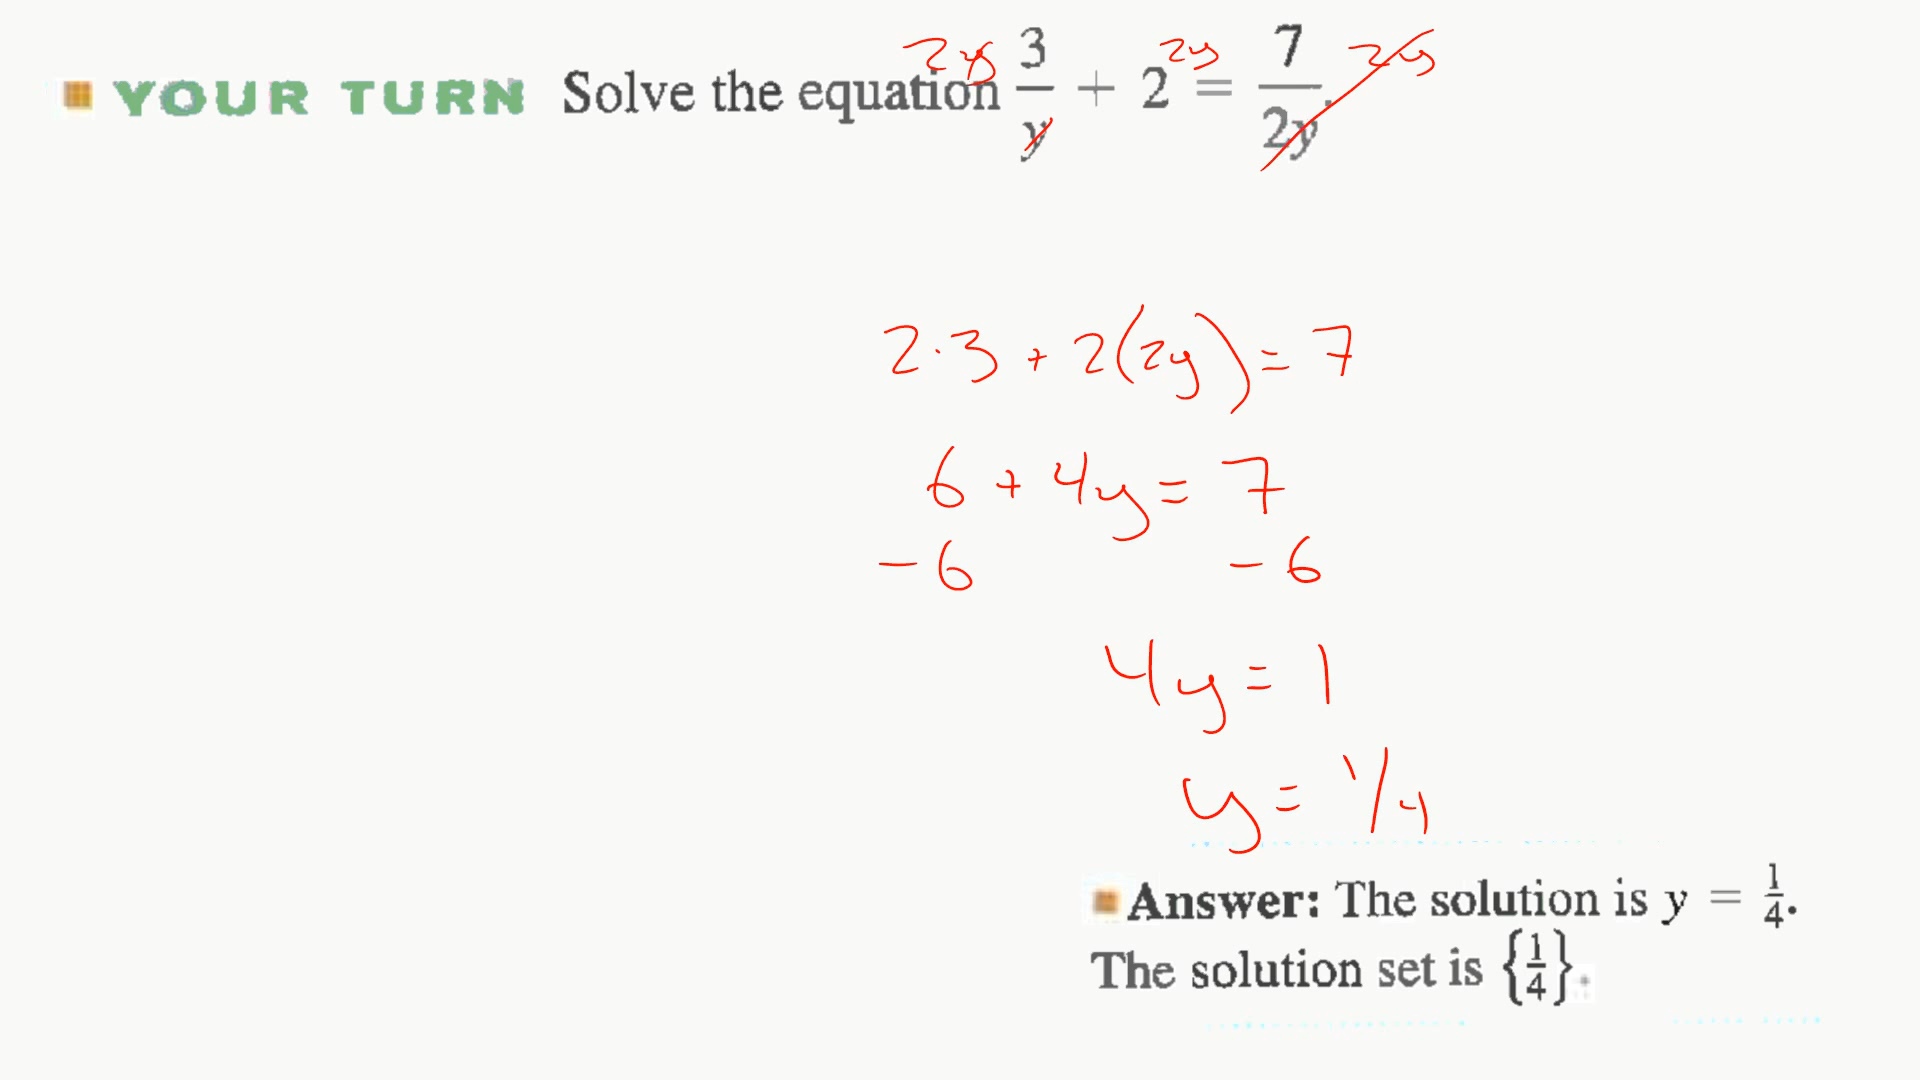 YOUR TURN Solve the equation 2y 3/y + 2 2y = 7/2y. 2y
2·3 + 2(2y) = 7
6 + 4y = 7
-6 -6
4y = 1
y = 1/4
Answer: The solution is y = 1/4.
The solution set is {1/4}.